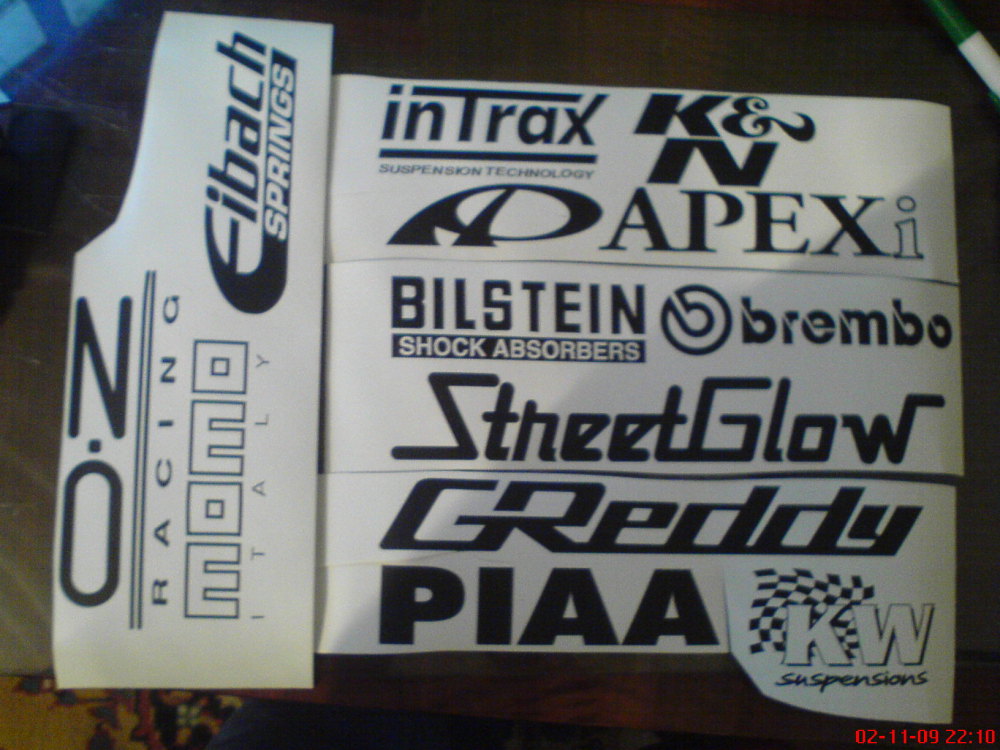 Eibach
SPRINGS
O.Z
RACING
momo
ITALY
inTrax
SUSPENSION TECHNOLOGY
K&N
APEXi
BILSTEIN
SHOCK ABSORBERS
brembo
StreetGlow
GReddy
PIAA
KW
suspensions
02-11-09 22:10